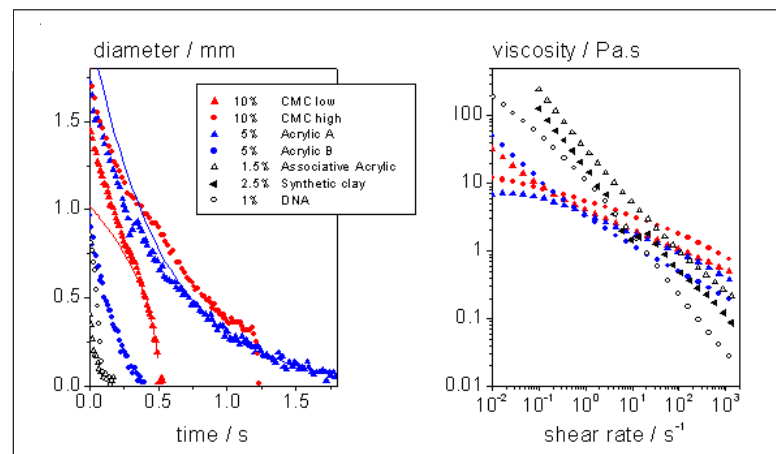 diameter / mm
1.5
1.0
0.5
0.0
0.0 0.5 1.0 1.5
time / s
10% CMC low
10% CMC high
5% Acrylic A
5% Acrylic B
1.5% Associative Acrylic
2.5% Synthetic clay
1% DNA
viscosity / Pa.s
100
10
1
0.1
0.01
10⁻² 10⁻¹ 10⁰ 10¹ 10² 10³
shear rate / s⁻¹